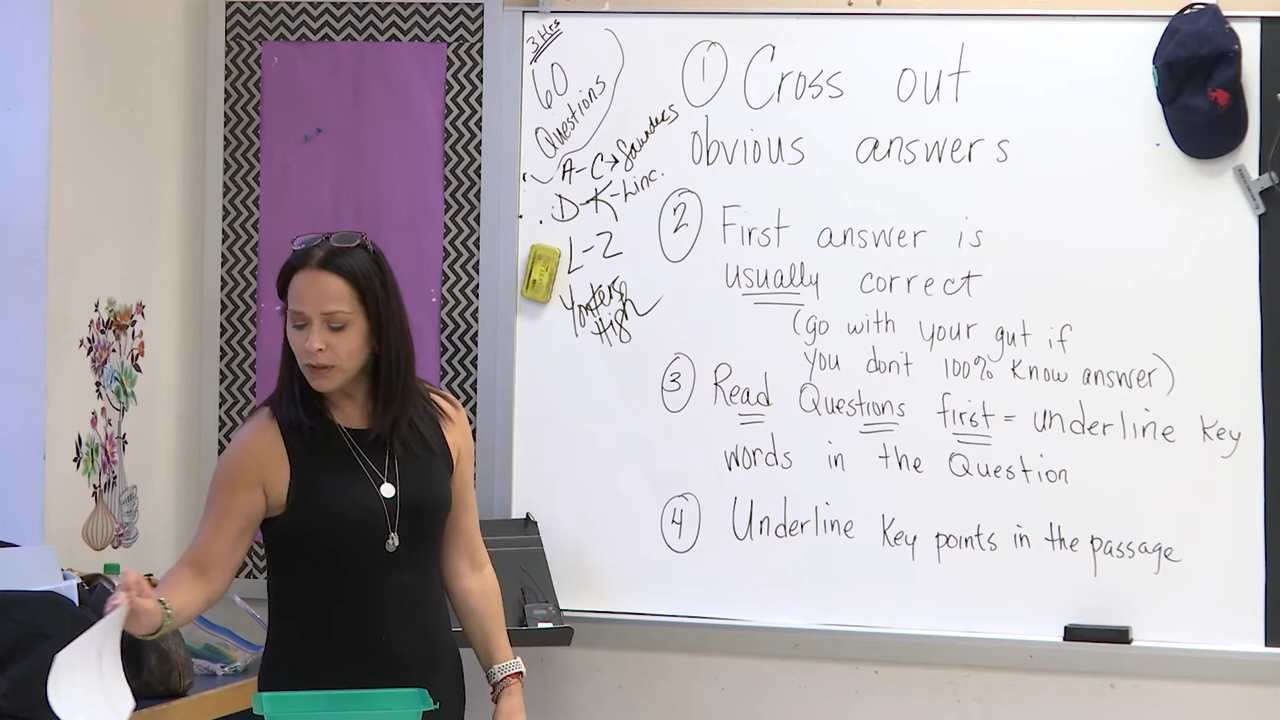 3 Hrs
60
Questions
A-C→Saunders
D-K-Linc.
L-Z
Yonkers
High
① Cross out
obvious answers
② First answer is
usually correct
(go with your gut if
you don't 100% know answer)
③ Read Questions first = underline key
words in the Question
④ Underline key points in the passage